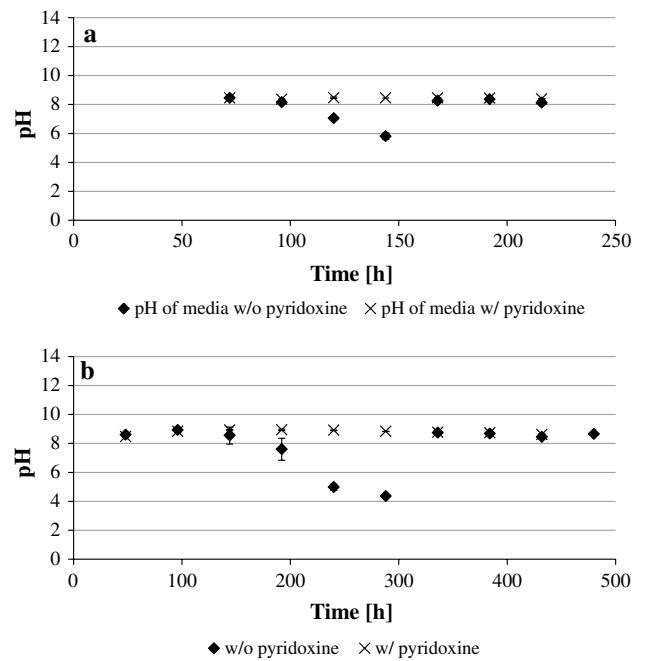 a
14
12
10
8
6
4
2
0
pH
0 50 100 150 200 250
Time [h]
pH of media w/o pyridoxine pH of media w/ pyridoxine
b
14
12
10
8
6
4
2
0
pH
0 100 200 300 400 500
Time [h]
w/o pyridoxine w/ pyridoxine